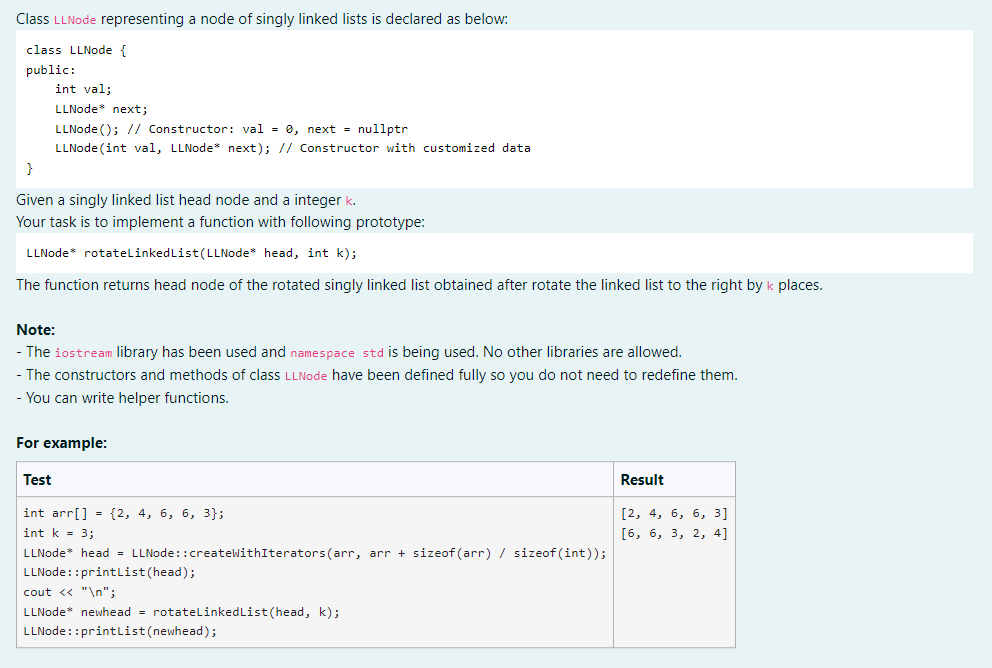 Class LLNode representing a node of singly linked lists is declared as below:
class LLNode {
public:
    int val;
    LLNode* next;
    LLNode(); // Constructor: val = 0, next = nullptr
    LLNode(int val, LLNode* next); // Constructor with customized data
}
Given a singly linked list head node and a integer k.
Your task is to implement a function with following prototype:
LLNode* rotateLinkedList(LLNode* head, int k);
The function returns head node of the rotated singly linked list obtained after rotate the linked list to the right by k places.
Note:
- The iostream library has been used and namespace std is being used. No other libraries are allowed.
- The constructors and methods of class LLNode have been defined fully so you do not need to redefine them.
- You can write helper functions.
For example:
Test Result
int arr[] = {2, 4, 6, 6, 3};
int k = 3;
LLNode* head = LLNode::createWithIterators(arr, arr + sizeof(arr) / sizeof(int));
LLNode::printList(head);
cout << "\n";
LLNode* newhead = rotateLinkedList(head, k);
LLNode::printList(newhead);
[2, 4, 6, 6, 3]
[6, 6, 3, 2, 4]